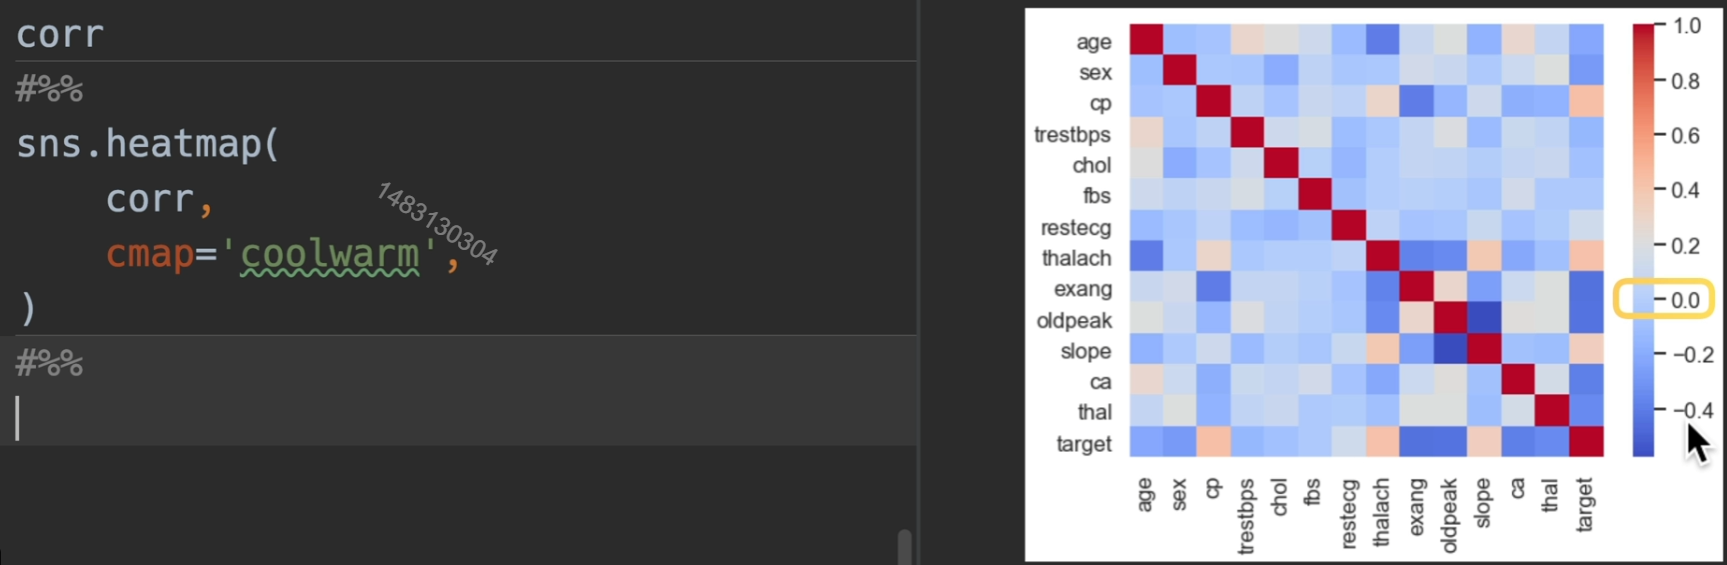 corr
#%%
sns.heatmap(
corr,
cmap='coolwarm',
)
#%%
1483130304
age
sex
cp
trestbps
chol
fbs
restecg
thalach
exang
oldpeak
slope
ca
thal
target
age sex cp trestbps chol fbs restecg thalach exang oldpeak slope ca thal target
1.0
0.8
0.6
0.4
0.2
0.0
−0.2
−0.4